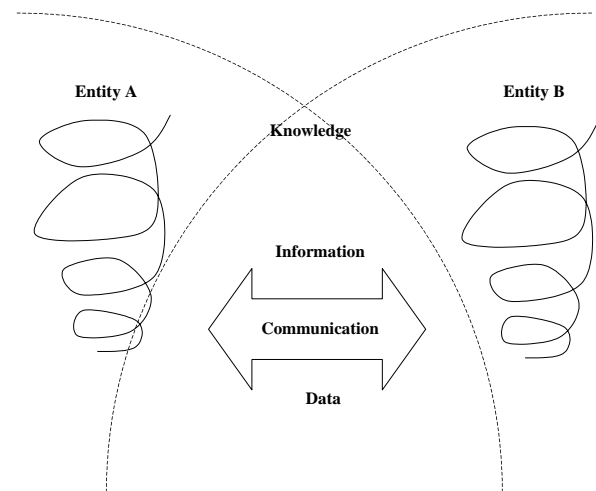 Entity A
Entity B
Knowledge
Information
Communication
Data